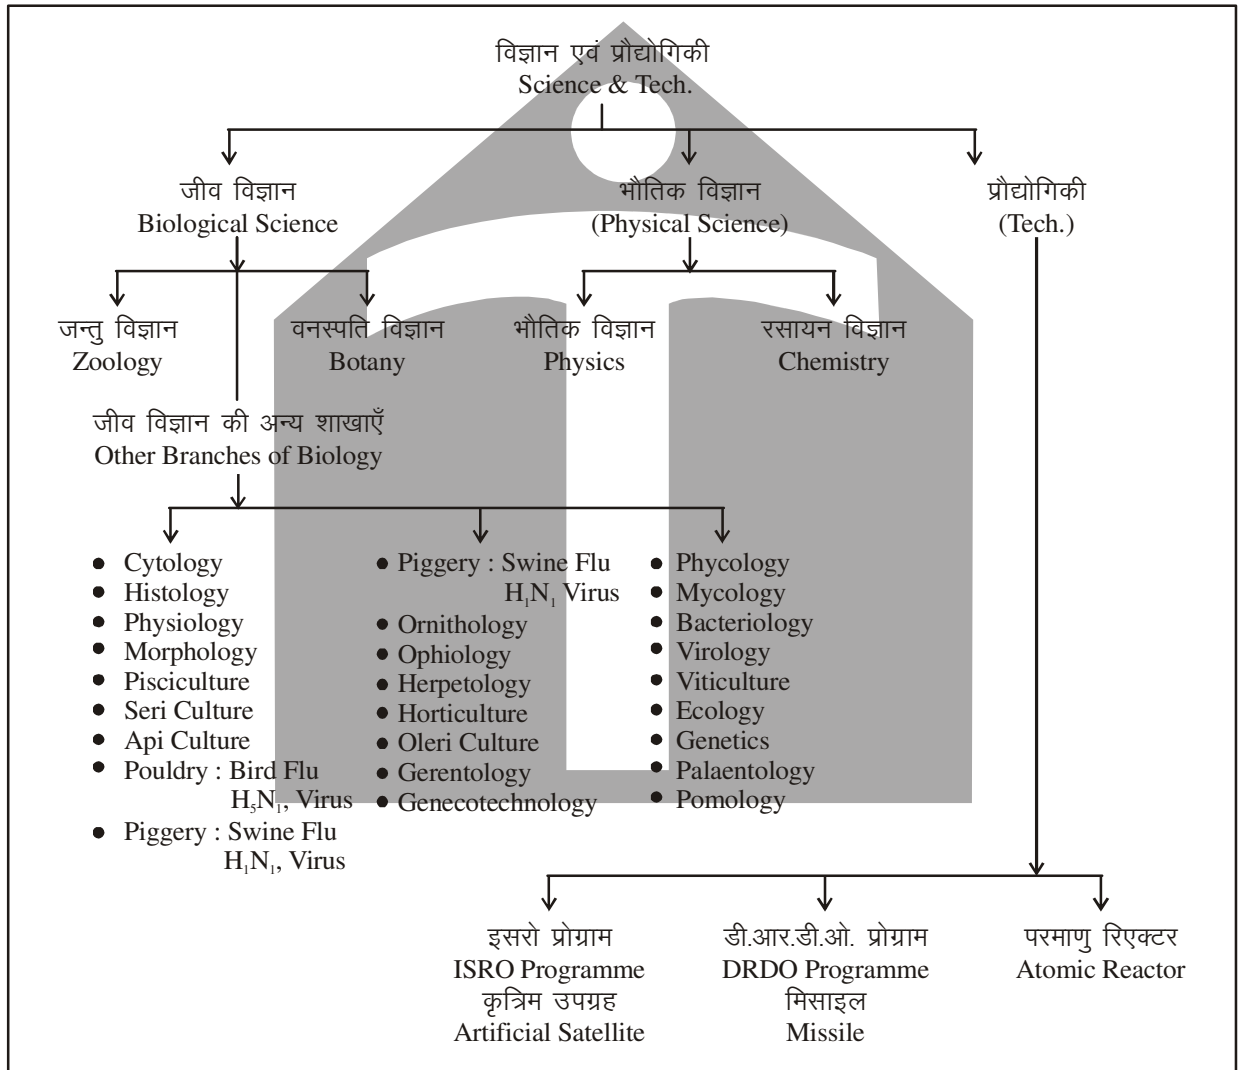 विज्ञान एवं प्रौद्योगिकी
Science & Tech.
जीव विज्ञान
Biological Science
भौतिक विज्ञान
(Physical Science)
प्रौद्योगिकी
(Tech.)
जन्तु विज्ञान
Zoology
वनस्पति विज्ञान
Botany
भौतिक विज्ञान
Physics
रसायन विज्ञान
Chemistry
जीव विज्ञान की अन्य शाखाएँ
Other Branches of Biology
• Cytology
• Histology
• Physiology
• Morphology
• Pisciculture
• Seri Culture
• Api Culture
• Pouldry : Bird Flu
H₅N₁, Virus
• Piggery : Swine Flu
H₁N₁, Virus
• Piggery : Swine Flu
H₁N₁ Virus
• Ornithology
• Ophiology
• Herpetology
• Horticulture
• Oleri Culture
• Gerentology
• Genecotechnology
• Phycology
• Mycology
• Bacteriology
• Virology
• Viticulture
• Ecology
• Genetics
• Palaentology
• Pomology
इसरो प्रोग्राम
ISRO Programme
कृत्रिम उपग्रह
Artificial Satellite
डी.आर.डी.ओ. प्रोग्राम
DRDO Programme
मिसाइल
Missile
परमाणु रिएक्टर
Atomic Reactor